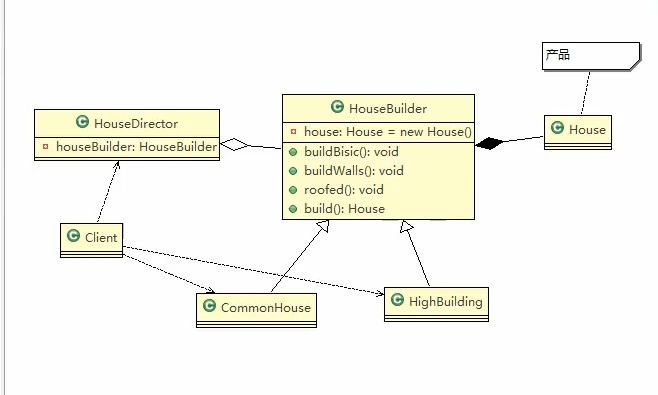 产品
HouseDirector
houseBuilder: HouseBuilder
HouseBuilder
house: House = new House()
buildBisic(): void
buildWalls(): void
roofed(): void
build(): House
House
Client
CommonHouse
HighBuilding